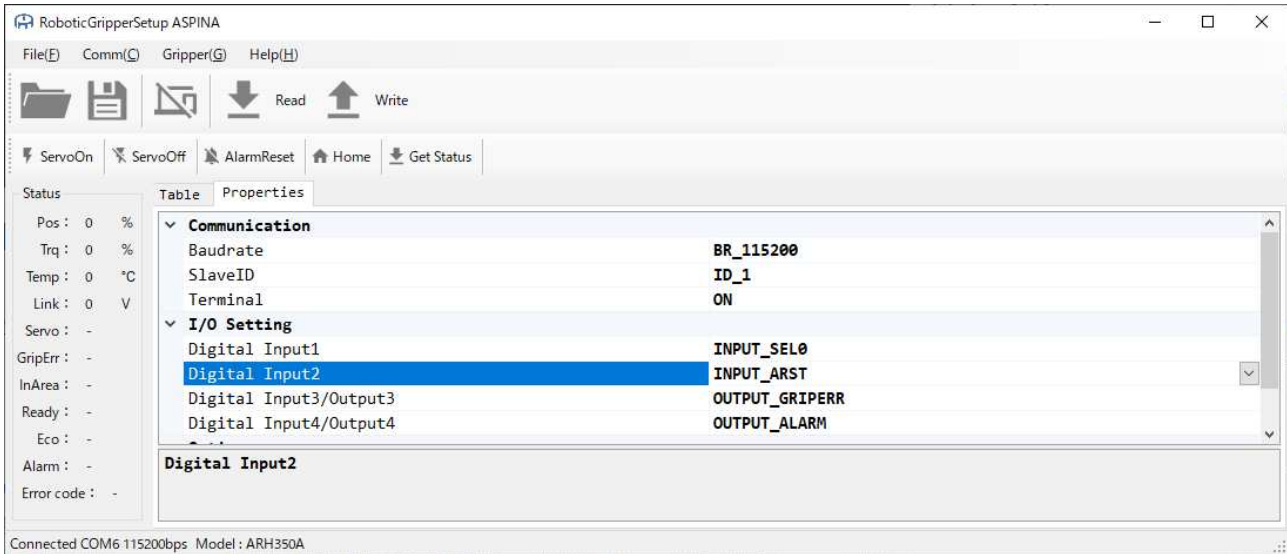 RoboticGripperSetup ASPINA
File(F) Comm(C) Gripper(G) Help(H)
Read Write
ServoOn ServoOff AlarmReset Home Get Status
Status
Table Properties
Pos : 0 %
Trq : 0 %
Temp : 0 °C
Link : 0 V
Servo : -
GripErr : -
InArea : -
Ready : -
Eco : -
Alarm : -
Error code : -
Communication
Baudrate BR_115200
SlaveID ID_1
Terminal ON
I/O Setting
Digital Input1 INPUT_SEL0
Digital Input2 INPUT_ARST
Digital Input3/Output3 OUTPUT_GRIPERR
Digital Input4/Output4 OUTPUT_ALARM
Digital Input2
Connected COM6 115200bps Model : ARH350A